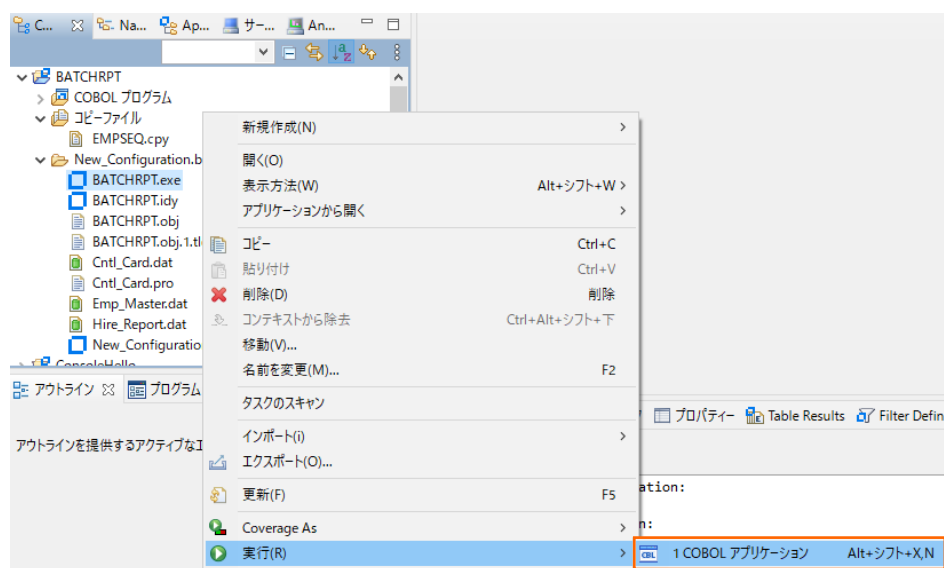 C... Na... Ap... サー... An...
BATCHRPT
COBOL プログラム
コピーファイル
EMPSEQ.cpy
New_Configuration.b
BATCHRPT.exe
BATCHRPT.idy
BATCHRPT.obj
BATCHRPT.obj.1.tl
Cntl_Card.dat
Cntl_Card.pro
Emp_Master.dat
Hire_Report.dat
New_Configuratio
ConsoleHello
アウトライン プログラム
アウトラインを提供するアクティブなエ
新規作成(N)
開く(O)
表示方法(W) Alt+シフト+W
アプリケーションから開く
コピー Ctrl+C
貼り付け Ctrl+V
削除(D) 削除
コンテキストから除去 Ctrl+Alt+シフト+下
移動(V)...
名前を変更(M)... F2
タスクのスキャン
インポート(i)
エクスポート(O)...
更新(F) F5
Coverage As
実行(R)
プロパティー Table Results Filter Defin
ation:
n:
CBL 1 COBOL アプリケーション Alt+シフト+X,N